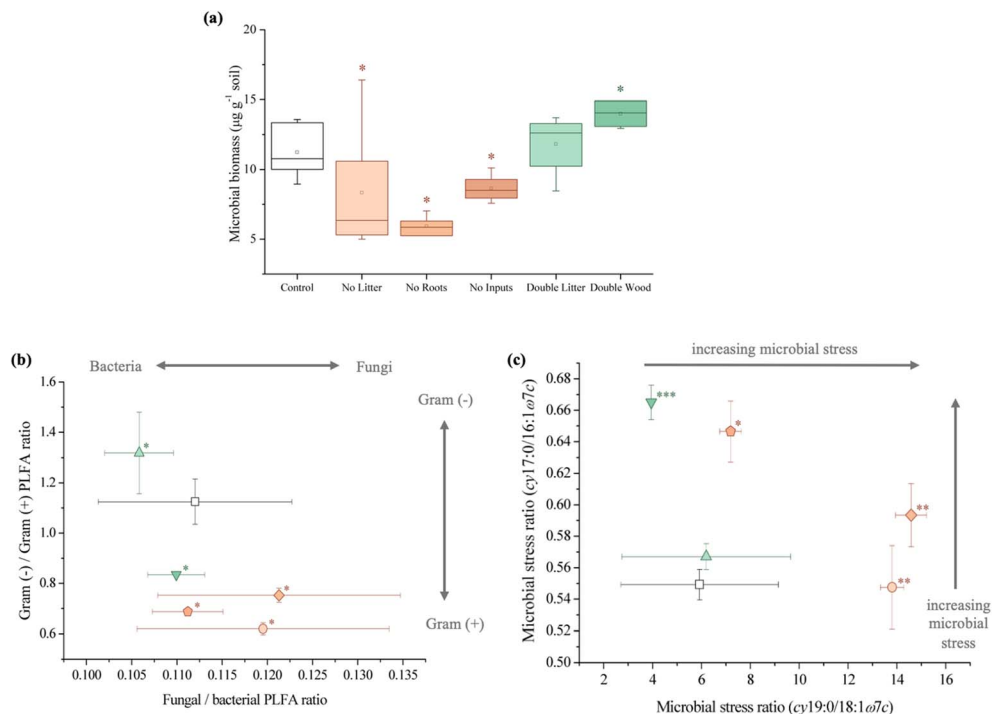 (a)
20
15
10
5
Microbial biomass (μg g⁻¹ soil)
*
*
*
*
Control
No Litter
No Roots
No Inputs
Double Litter
Double Wood
(b)
Bacteria
Fungi
1.6
1.4
1.2
1.0
0.8
0.6
Gram (-) / Gram (+) PLFA ratio
Gram (-)
Gram (+)
*
*
*
*
*
0.100
0.105
0.110
0.115
0.120
0.125
0.130
0.135
Fungal / bacterial PLFA ratio
(c)
increasing microbial stress
0.68
0.66
0.64
0.62
0.60
0.58
0.56
0.54
0.52
0.50
Microbial stress ratio (cy17:0/16:1ω7c)
***
*
**
**
increasing
microbial
stress
2
4
6
8
10
12
14
16
Microbial stress ratio (cy19:0/18:1ω7c)